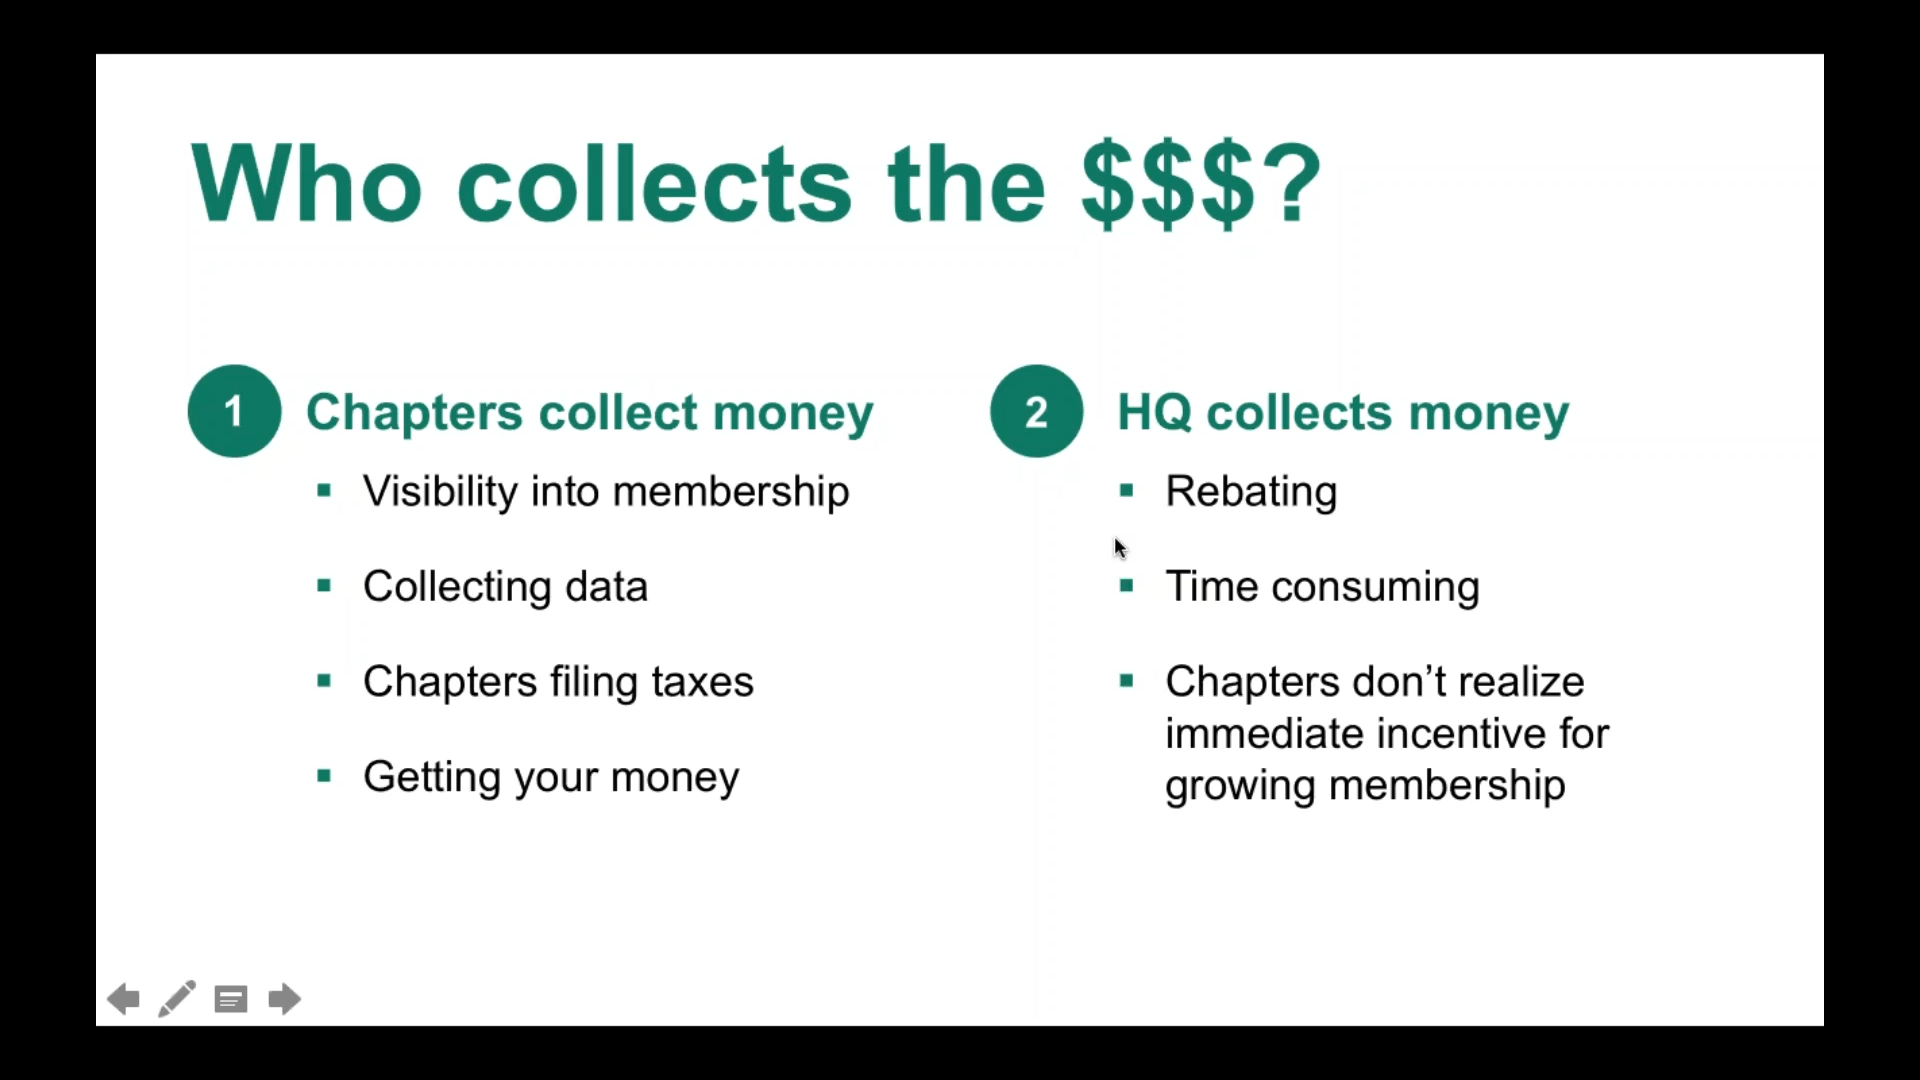 Who collects the $$$?
1 Chapters collect money
Visibility into membership
Collecting data
Chapters filing taxes
Getting your money
2 HQ collects money
Rebating
Time consuming
Chapters don’t realize
immediate incentive for
growing membership